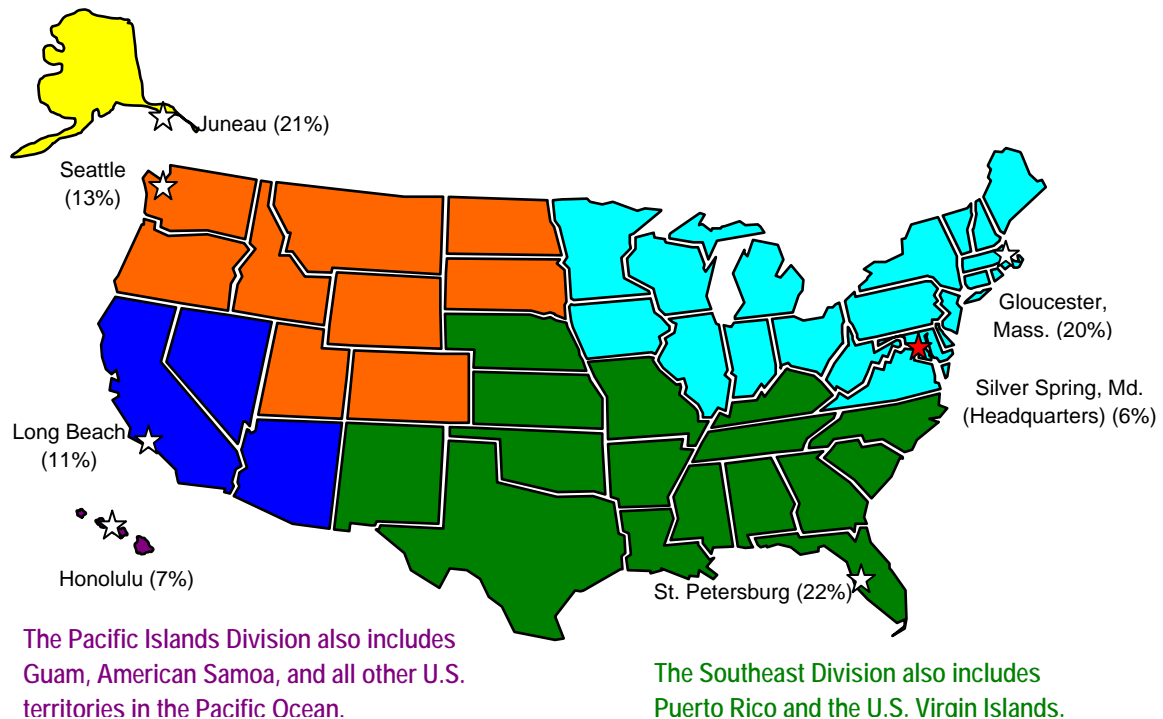 Juneau (21%)
Seattle
(13%)
Gloucester,
Mass. (20%)
Silver Spring, Md.
(Headquarters) (6%)
Long Beach
(11%)
Honolulu (7%)
St. Petersburg (22%)
The Pacific Islands Division also includes
Guam, American Samoa, and all other U.S.
territories in the Pacific Ocean.
The Southeast Division also includes
Puerto Rico and the U.S. Virgin Islands.